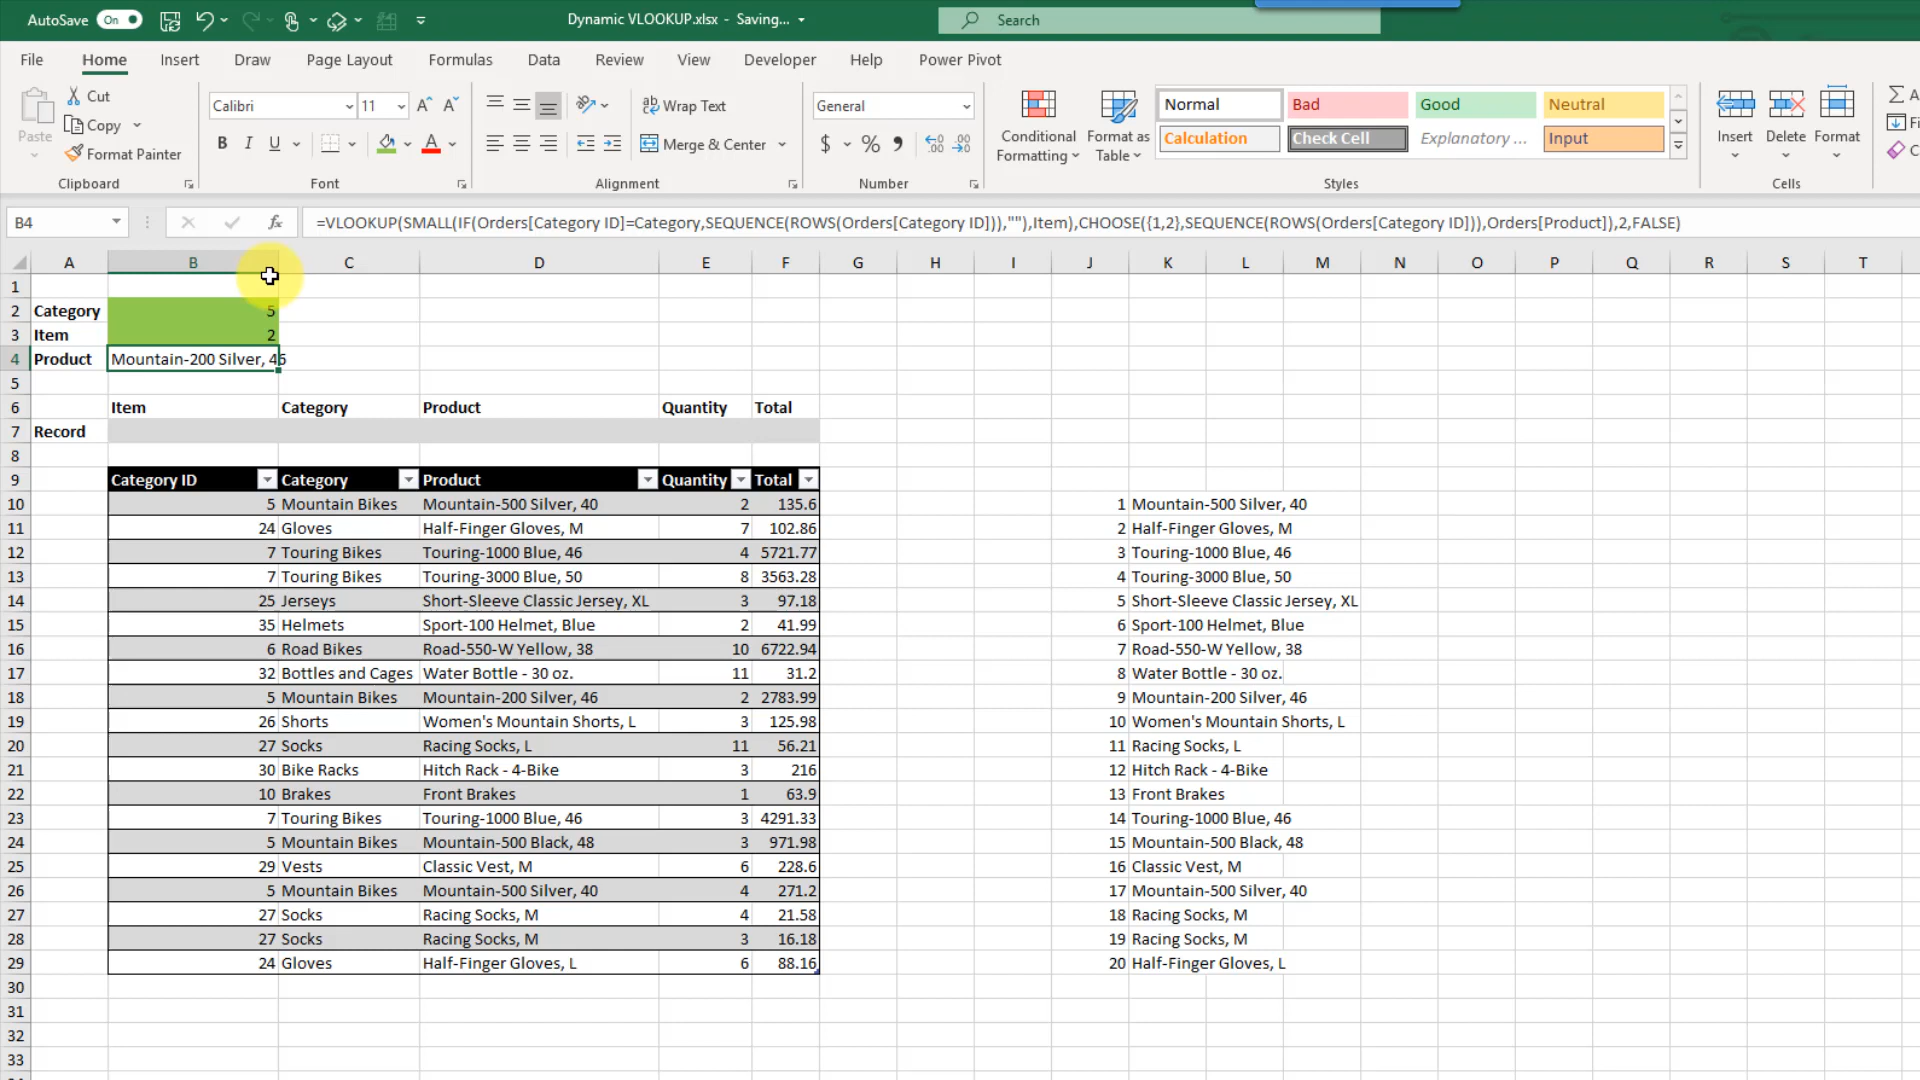 AutoSave On Dynamic VLOOKUP.xlsx - Saving... Search
File Home Insert Draw Page Layout Formulas Data Review View Developer Help Power Pivot
Paste Cut Copy Format Painter Clipboard
Calibri 11 A A B I U A Font
Wrap Text Merge & Center Alignment
General $ % 9 Number
Conditional Formatting Format as Table
Normal Bad Good Neutral
Calculation Check Cell Explanatory ... Input
Styles
Insert Delete Format Cells
B4 fx =VLOOKUP(SMALL(IF(Orders[Category ID]=Category,SEQUENCE(ROWS(Orders[Category ID])),""),Item),CHOOSE({1,2},SEQUENCE(ROWS(Orders[Category ID])),Orders[Product]),2,FALSE)
A B C D E F G H I J K L M N O P Q R S T
1
2 Category 5
3 Item 2
4 Product Mountain-200 Silver, 46
5
6 Item Category Product Quantity Total
7 Record
8
9 Category ID Category Product Quantity Total
10 5 Mountain Bikes Mountain-500 Silver, 40 2 135.6 1 Mountain-500 Silver, 40
11 24 Gloves Half-Finger Gloves, M 7 102.86 2 Half-Finger Gloves, M
12 7 Touring Bikes Touring-1000 Blue, 46 4 5721.77 3 Touring-1000 Blue, 46
13 7 Touring Bikes Touring-3000 Blue, 50 8 3563.28 4 Touring-3000 Blue, 50
14 25 Jerseys Short-Sleeve Classic Jersey, XL 3 97.18 5 Short-Sleeve Classic Jersey, XL
15 35 Helmets Sport-100 Helmet, Blue 2 41.99 6 Sport-100 Helmet, Blue
16 6 Road Bikes Road-550-W Yellow, 38 10 6722.94 7 Road-550-W Yellow, 38
17 32 Bottles and Cages Water Bottle - 30 oz. 11 31.2 8 Water Bottle - 30 oz.
18 5 Mountain Bikes Mountain-200 Silver, 46 2 2783.99 9 Mountain-200 Silver, 46
19 26 Shorts Women's Mountain Shorts, L 3 125.98 10 Women's Mountain Shorts, L
20 27 Socks Racing Socks, L 11 56.21 11 Racing Socks, L
21 30 Bike Racks Hitch Rack - 4-Bike 3 216 12 Hitch Rack - 4-Bike
22 10 Brakes Front Brakes 1 63.9 13 Front Brakes
23 7 Touring Bikes Touring-1000 Blue, 46 3 4291.33 14 Touring-1000 Blue, 46
24 5 Mountain Bikes Mountain-500 Black, 48 3 971.98 15 Mountain-500 Black, 48
25 29 Vests Classic Vest, M 6 228.6 16 Classic Vest, M
26 5 Mountain Bikes Mountain-500 Silver, 40 4 271.2 17 Mountain-500 Silver, 40
27 27 Socks Racing Socks, M 4 21.58 18 Racing Socks, M
28 27 Socks Racing Socks, M 3 16.18 19 Racing Socks, M
29 24 Gloves Half-Finger Gloves, L 6 88.16 20 Half-Finger Gloves, L
30
31
32
33